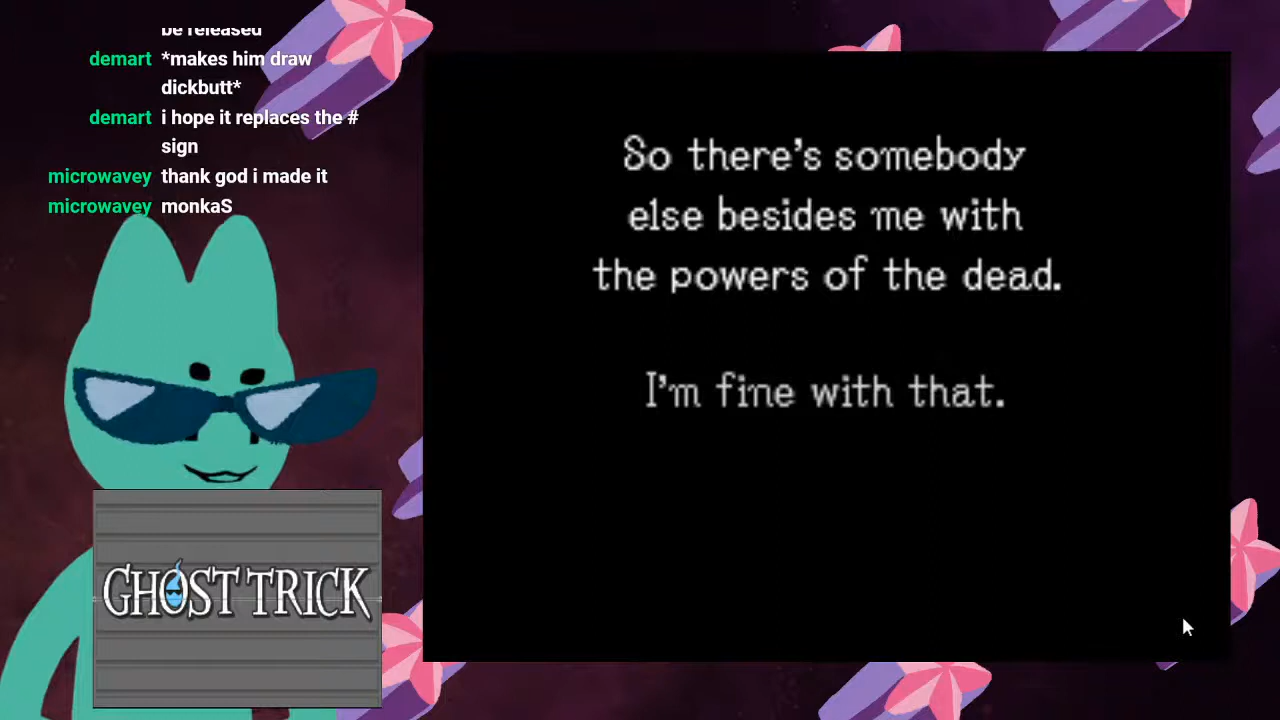 be released
demart *makes him draw
dickbutt*
demart i hope it replaces the #
sign
microwavey thank god i made it
microwavey monkaS
So there's somebody
else besides me with
the powers of the dead.
I'm fine with that.
GHOST TRICK